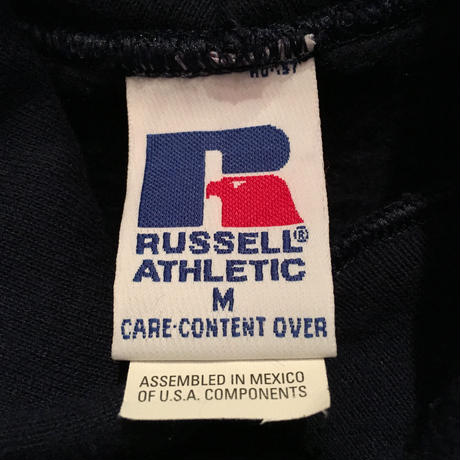 RUSSELL®
ATHLETIC
M
CARE·CONTENT OVER
ASSEMBLED IN MEXICO
OF U.S.A. COMPONENTS